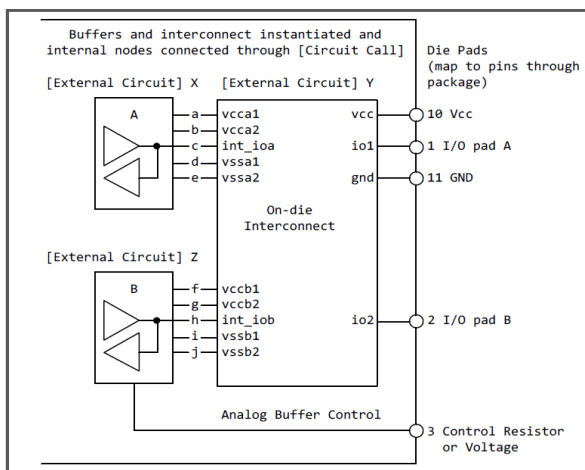 Buffers and interconnect instantiated and
internal nodes connected through [Circuit Call]
Die Pads
(map to pins through
package)
[External Circuit] X
[External Circuit] Y
A
a
b
c
d
e
vcca1
vcca2
int_ioa
vssa1
vssa2
vcc
io1
gnd
10 Vcc
1 I/O pad A
11 GND
On-die
Interconnect
[External Circuit] Z
B
f
g
h
i
j
vccb1
vccb2
int_iob
vssb1
vssb2
io2
2 I/O pad B
Analog Buffer Control
3 Control Resistor
or Voltage